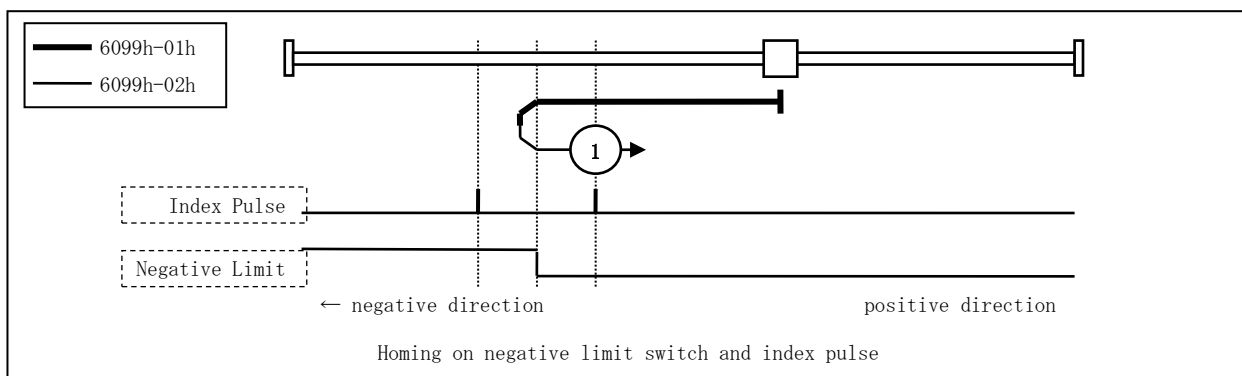 6099h-01h
6099h-02h
1
Index Pulse
Negative Limit
← negative direction
positive direction
Homing on negative limit switch and index pulse